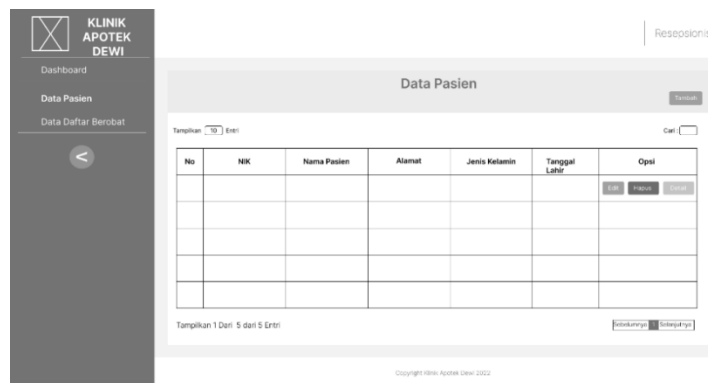 KLINIK
APOTEK
DEWI
Resepsionis
Dashboard
Data Pasien
Data Daftar Berobat
<
Data Pasien
Tambah
Tampilkan 10 Entri
Cari :
No NIK Nama Pasien Alamat Jenis Kelamin Tanggal Lahir Opsi
Edit Hapus Detail
Tampilkan 1 Dari 5 dari 5 Entri
Sebelumnya 1 Selanjutnya
Copyright Klinik Apotek Dewi 2023